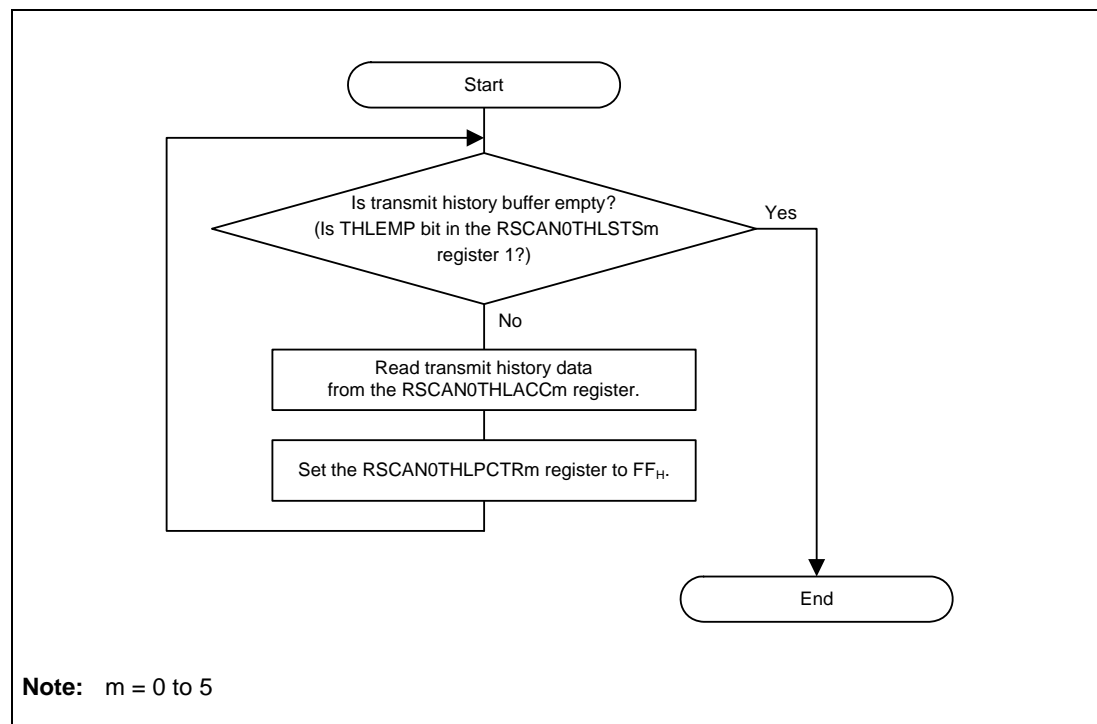 Start
Is transmit history buffer empty?
(Is THLEMP bit in the RSCAN0THLSTSm
register 1?)
Yes
No
Read transmit history data
from the RSCAN0THLACCm register.
Set the RSCAN0THLPCTRm register to FFH.
End
Note: m = 0 to 5